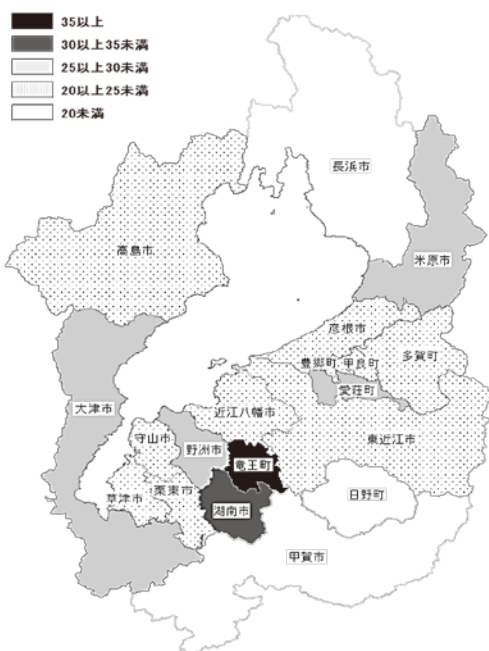 35以上
30以上35未満
25以上30未満
20以上25未満
20未満
長浜市
高島市
米原市
彦根市
豊郷町
甲良町
多賀町
愛荘町
大津市
近江八幡市
守山市
東近江市
野洲市
竜王町
草津市
栗東市
日野町
湖南市
甲賀市